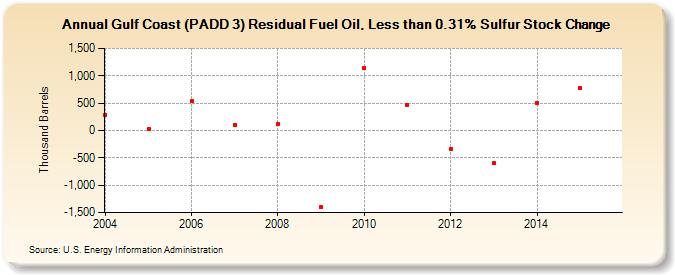 Annual Gulf Coast (PADD 3) Residual Fuel Oil, Less than 0.31% Sulfur Stock Change
Thousand Barrels
1,500
1,000
500
0
-500
-1,000
-1,500
2004 2006 2008 2010 2012 2014
Source: U.S. Energy Information Administration